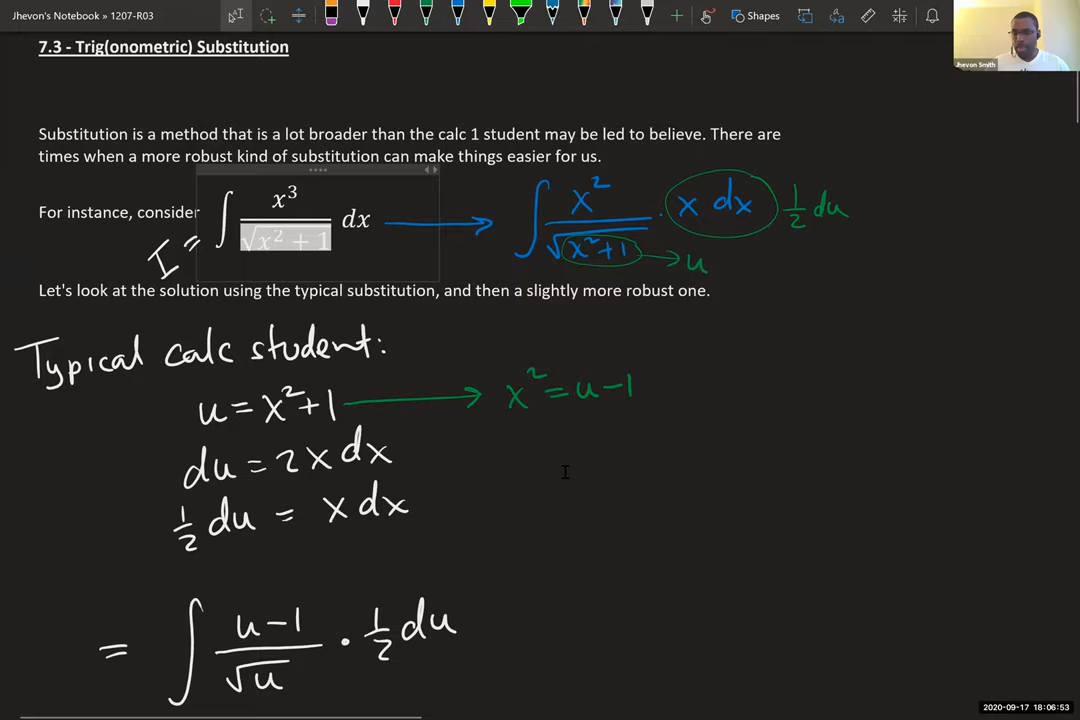 Jhevon's Notebook » 1207-R03
Shapes
Jhevon Smith
7.3 - Trig(onometric) Substitution
Substitution is a method that is a lot broader than the calc 1 student may be led to believe. There are
times when a more robust kind of substitution can make things easier for us.
For instance, consider I = ∫ x³/√(x² + 1) dx → ∫ x²/√(x²+1) · x dx ½ du
→ u
Let's look at the solution using the typical substitution, and then a slightly more robust one.
Typical calc student:
u = x²+1 → x² = u-1
du = 2x dx
½ du = x dx
= ∫ (u-1)/√u · ½ du
2020-09-17 18:06:53